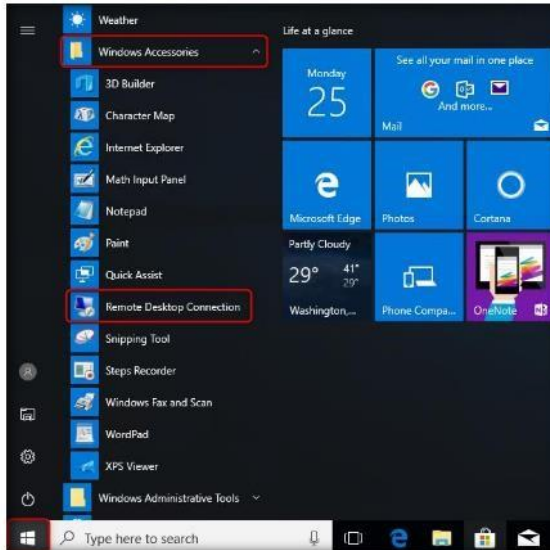 Weather
Windows Accessories
3D Builder
Character Map
Internet Explorer
Math Input Panel
Notepad
Paint
Quick Assist
Remote Desktop Connection
Snipping Tool
Steps Recorder
Windows Fax and Scan
WordPad
XPS Viewer
Windows Administrative Tools
Type here to search
Life at a glance
Monday
25
See all your mail in one place
And more...
Mail
Microsoft Edge
Photos
Cortana
Partly Cloudy
29° 41°
29°
Washington,...
Phone Compa...
OneNote